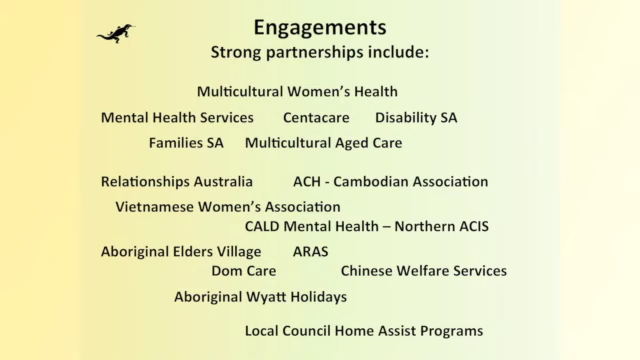 Engagements
Strong partnerships include:
Multicultural Women's Health
Mental Health Services Centacare Disability SA
Families SA Multicultural Aged Care
Relationships Australia ACH - Cambodian Association
Vietnamese Women's Association
CALD Mental Health – Northern ACIS
Aboriginal Elders Village ARAS
Dom Care Chinese Welfare Services
Aboriginal Wyatt Holidays
Local Council Home Assist Programs